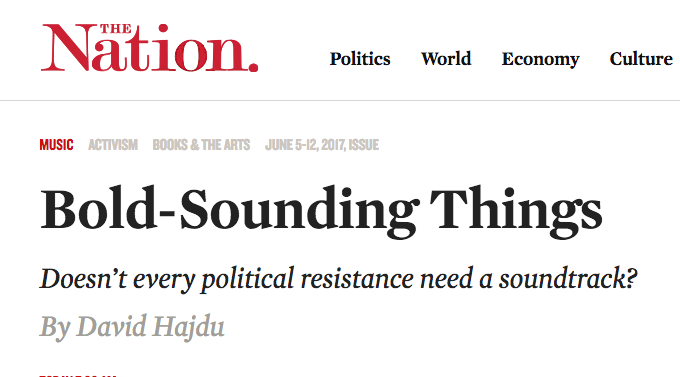 THE
Nation.
Politics World Economy Culture
MUSIC ACTIVISM BOOKS & THE ARTS JUNE 5-12, 2017, ISSUE
Bold-Sounding Things
Doesn’t every political resistance need a soundtrack?
By David Hajdu